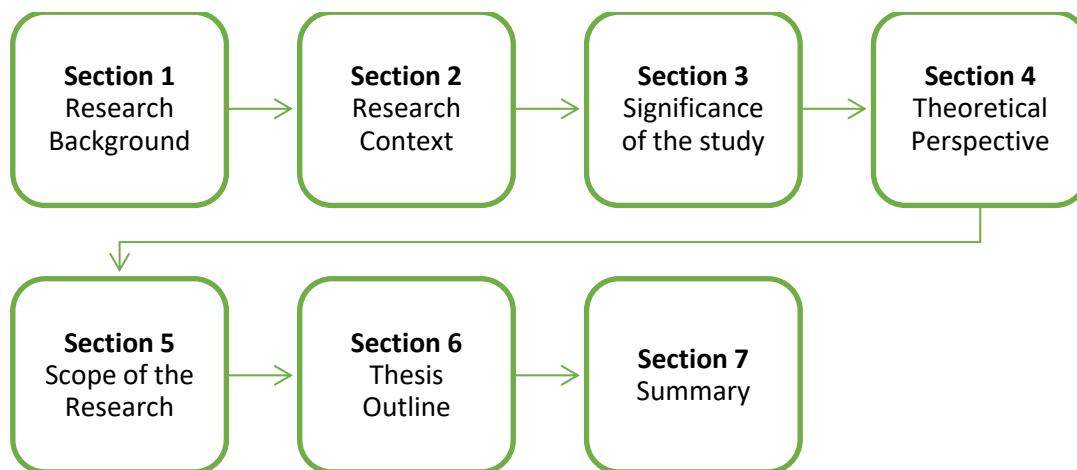 Section 1
Research
Background
Section 2
Research
Context
Section 3
Significance
of the study
Section 4
Theoretical
Perspective
Section 5
Scope of the
Research
Section 6
Thesis
Outline
Section 7
Summary